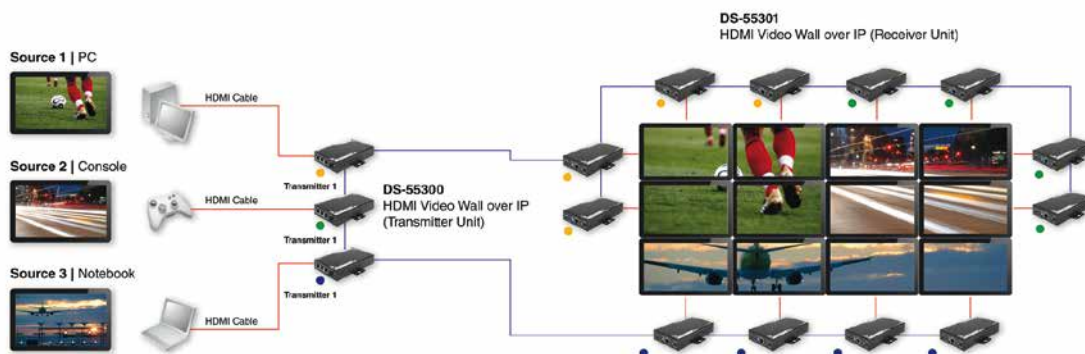 DS-55301
HDMI Video Wall over IP (Receiver Unit)
Source 1 | PC
HDMI Cable
Transmitter 1
Source 2 | Console
HDMI Cable
DS-55300
HDMI Video Wall over IP
(Transmitter Unit)
Transmitter 1
Source 3 | Notebook
HDMI Cable
Transmitter 1